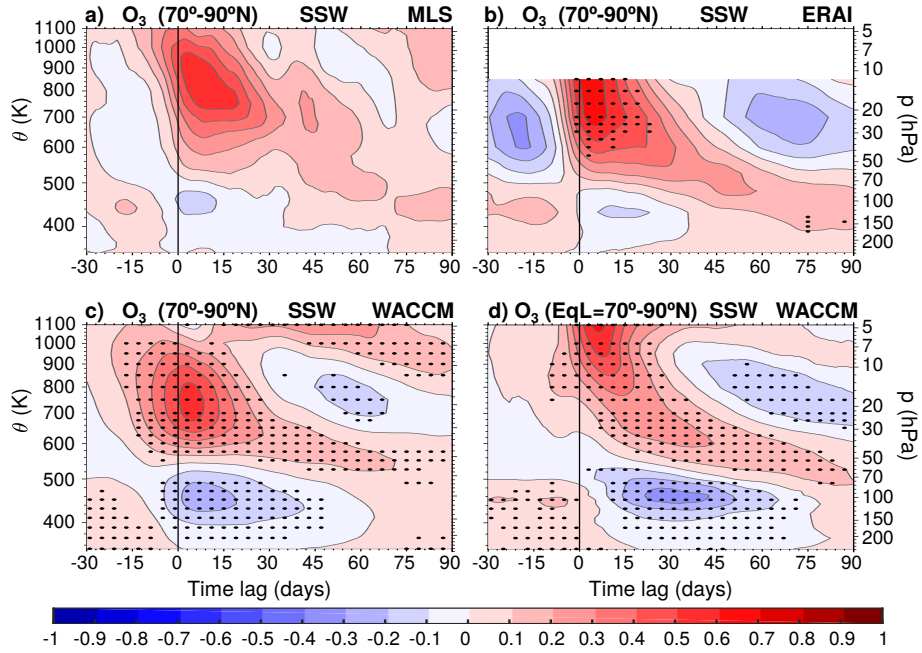 a) O3 (70º-90ºN) SSW MLS
b) O3 (70º-90ºN) SSW ERAI
1100
1000
900
800
700
600
500
400
θ (K)
5
7
10
20
30
50
70
100
150
200
p (hPa)
-30 -15 0 15 30 45 60 75 90
-30 -15 0 15 30 45 60 75 90
c) O3 (70º-90ºN) SSW WACCM
d) O3 (EqL=70º-90ºN) SSW WACCM
1100
1000
900
800
700
600
500
400
θ (K)
5
7
10
20
30
50
70
100
150
200
p (hPa)
-30 -15 0 15 30 45 60 75 90
-30 -15 0 15 30 45 60 75 90
Time lag (days)
Time lag (days)
-1 -0.9 -0.8 -0.7 -0.6 -0.5 -0.4 -0.3 -0.2 -0.1 0 0.1 0.2 0.3 0.4 0.5 0.6 0.7 0.8 0.9 1